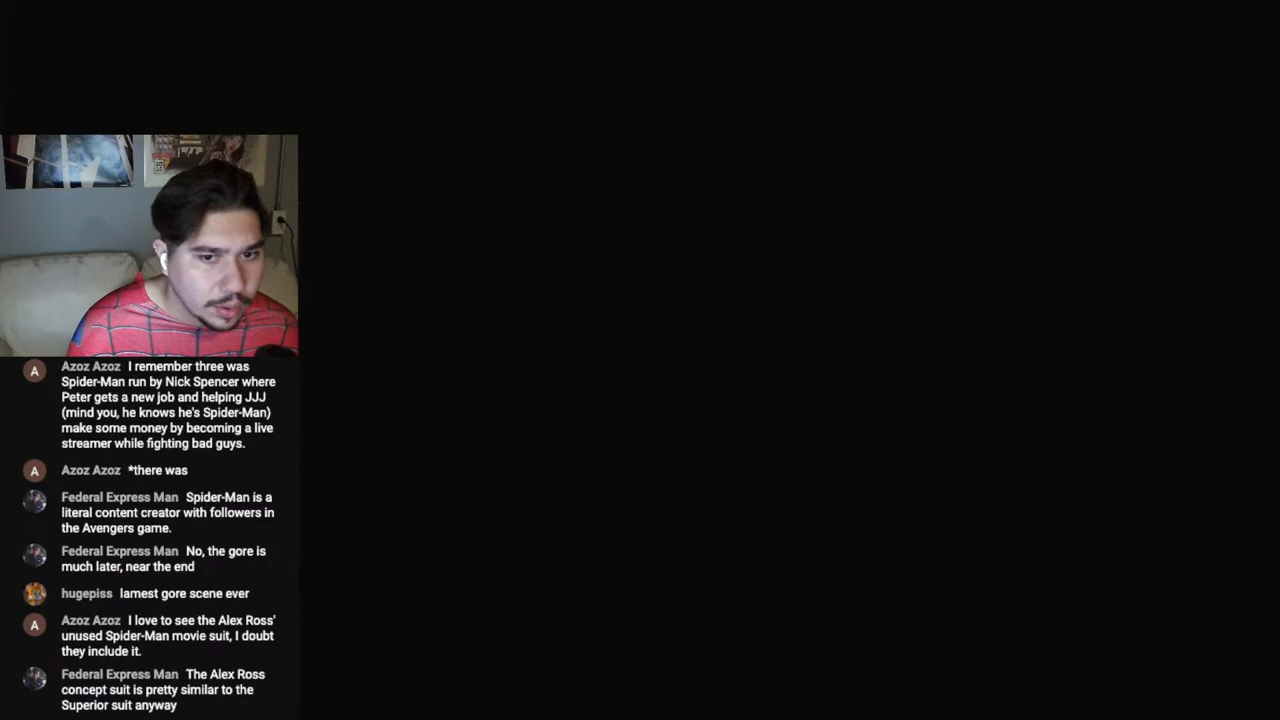 A
Azoz Azoz I remember three was
Spider-Man run by Nick Spencer where
Peter gets a new job and helping JJJ
(mind you, he knows he's Spider-Man)
make some money by becoming a live
streamer while fighting bad guys.
A
Azoz Azoz *there was
Federal Express Man Spider-Man is a
literal content creator with followers in
the Avengers game.
Federal Express Man No, the gore is
much later, near the end
hugepiss lamest gore scene ever
A
Azoz Azoz I love to see the Alex Ross'
unused Spider-Man movie suit, I doubt
they include it.
Federal Express Man The Alex Ross
concept suit is pretty similar to the
Superior suit anyway